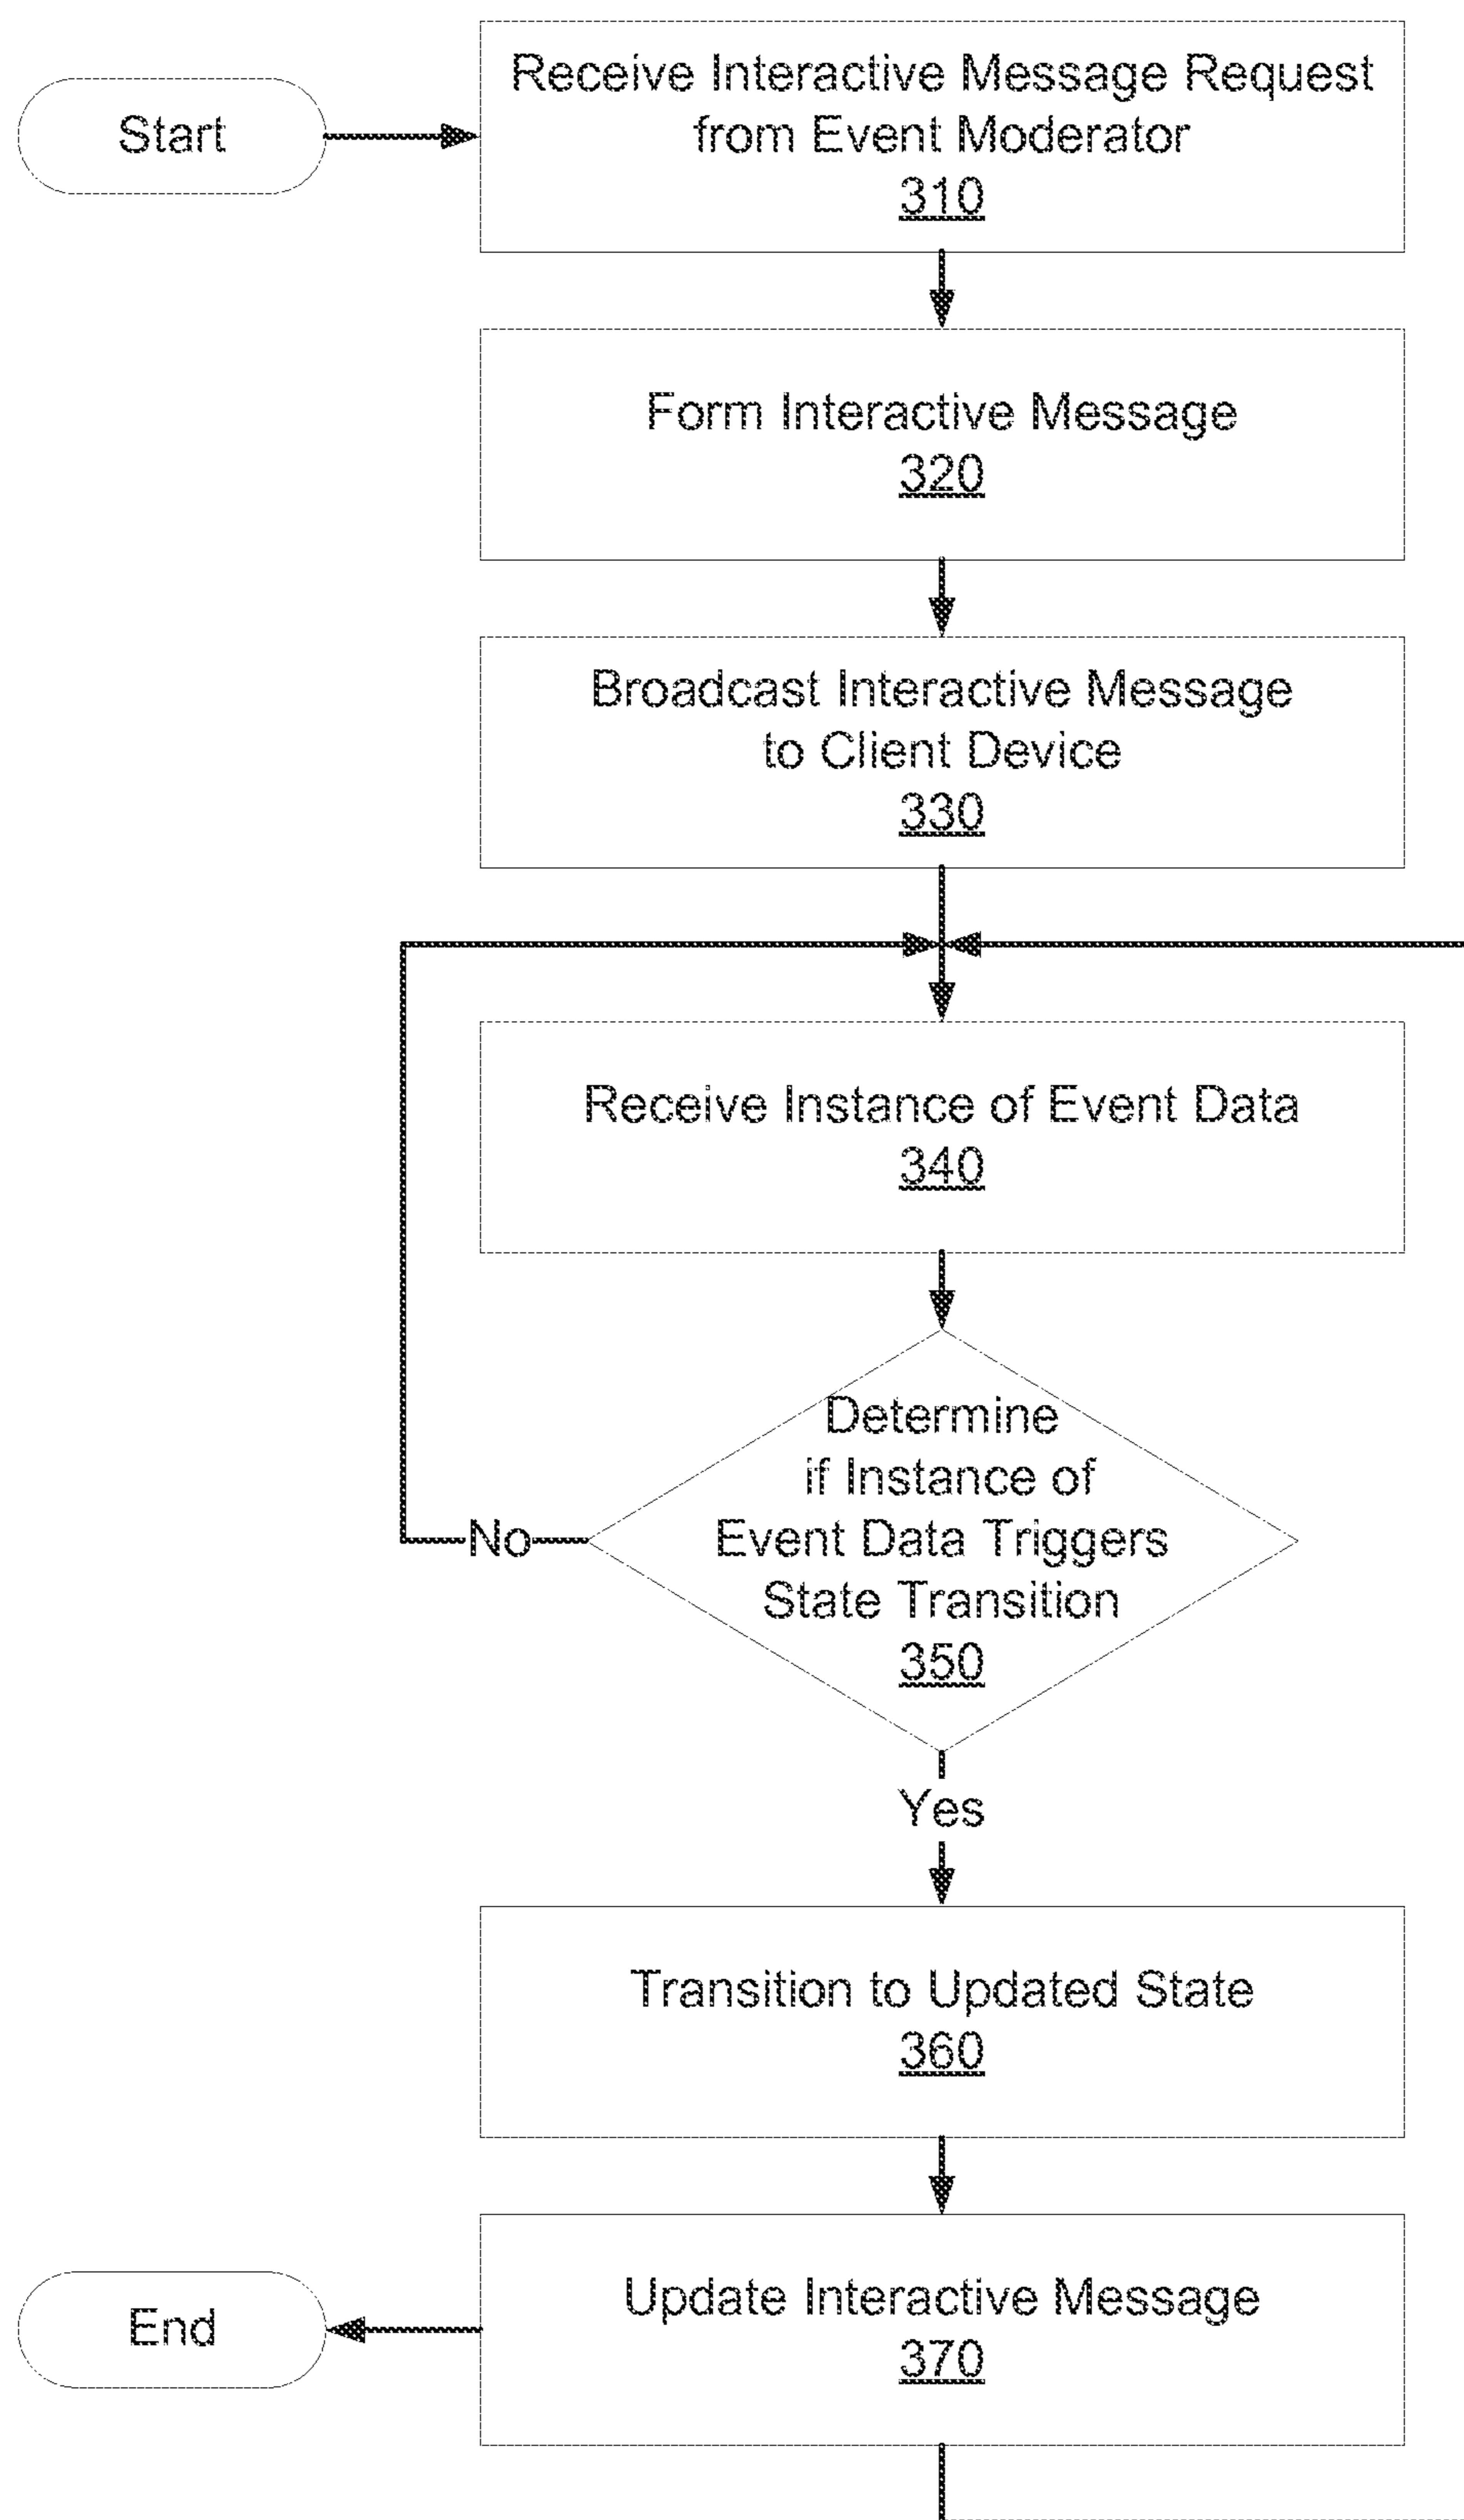 Start
Receive Interactive Message Request
from Event Moderator
310
Form Interactive Message
320
Broadcast Interactive Message
to Client Device
330
Receive Instance of Event Data
340
Determine
if Instance of
Event Data Triggers
State Transition
350
No
Yes
Transition to Updated State
360
Update Interactive Message
370
End